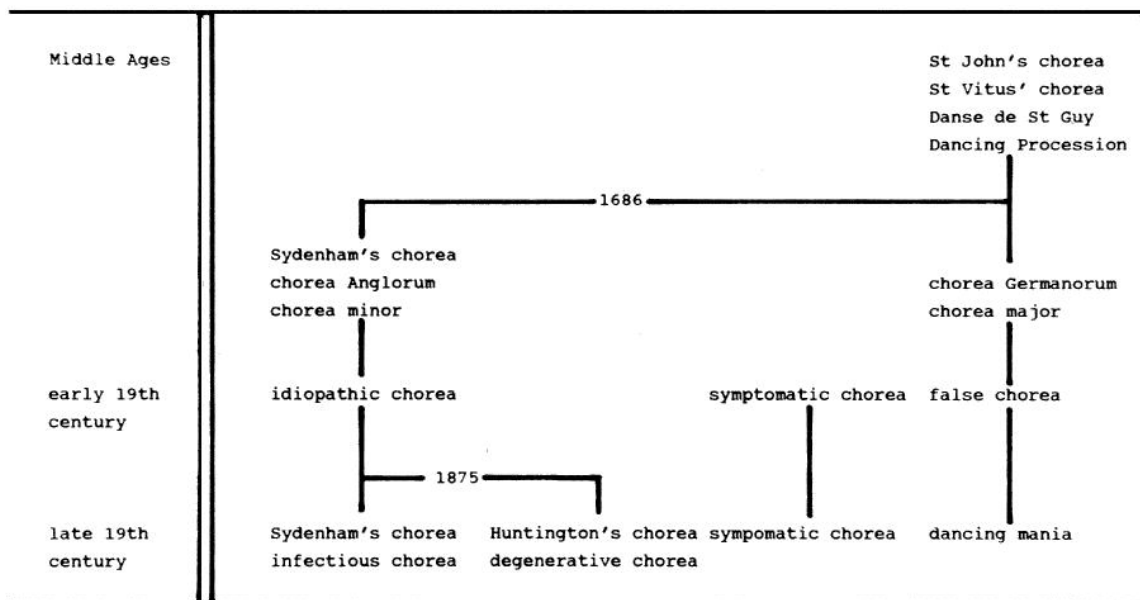 Middle Ages
St John's chorea
St Vitus' chorea
Danse de St Guy
Dancing Procession
1686
Sydenham's chorea
chorea Anglorum
chorea minor
chorea Germanorum
chorea major
early 19th
century
idiopathic chorea
symptomatic chorea
false chorea
1875
late 19th
century
Sydenham's chorea
infectious chorea
Huntington's chorea
degenerative chorea
sympomatic chorea
dancing mania